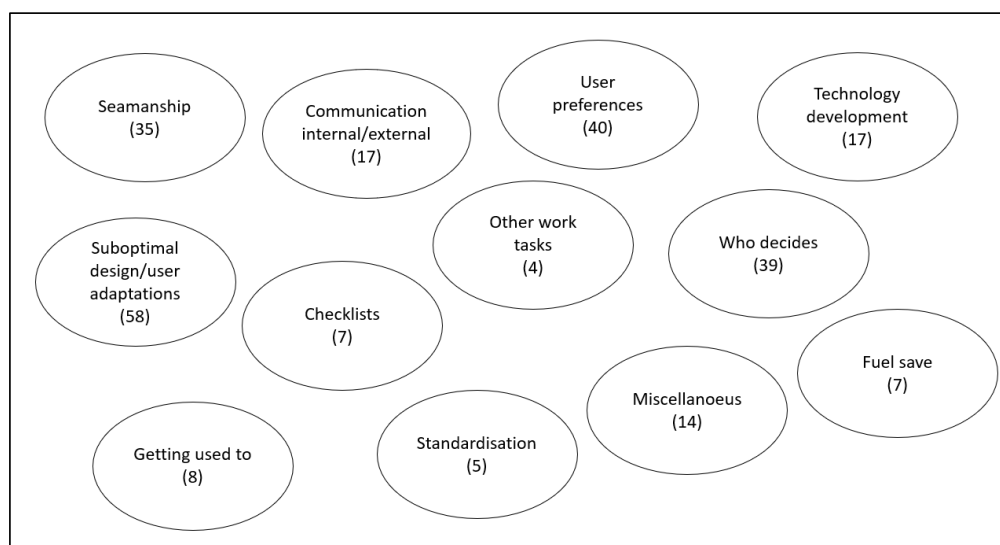 Seamanship
(35)
Communication
internal/external
(17)
User
preferences
(40)
Technology
development
(17)
Suboptimal
design/user
adaptations
(58)
Checklists
(7)
Other work
tasks
(4)
Who decides
(39)
Getting used to
(8)
Standardisation
(5)
Miscellanoeus
(14)
Fuel save
(7)